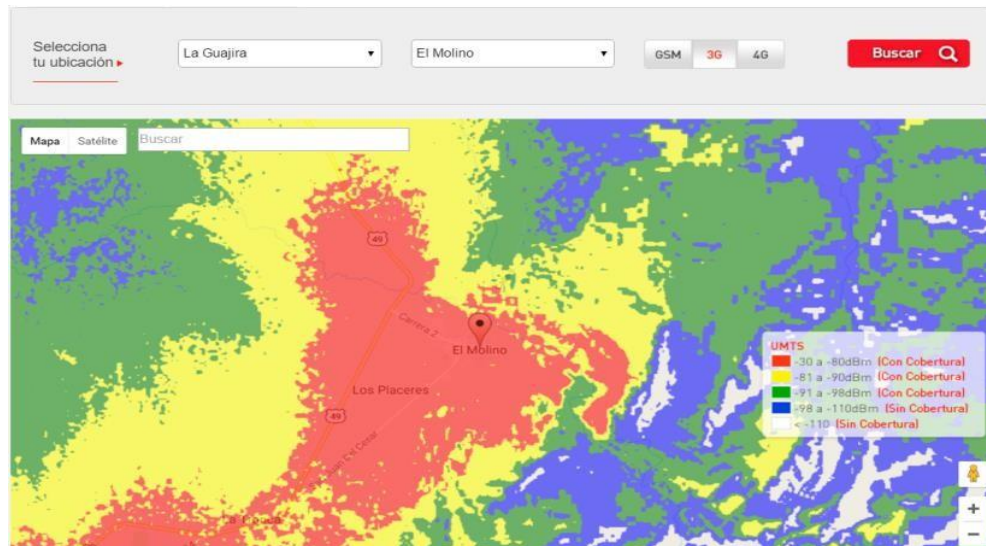 Selecciona
tu ubicación
La Guajira
El Molino
GSM 3G 4G
Buscar
Mapa Satélite
Buscar
49
Carrera 2
El Molino
Los Placeres
49
UMTS
-30 a -80dBm (Con Cobertura)
-81 a -90dBm (Con Cobertura)
-91 a -98dBm (Con Cobertura)
-98 a -110dBm (Sin Cobertura)
< -110 (Sin Cobertura)
+
−